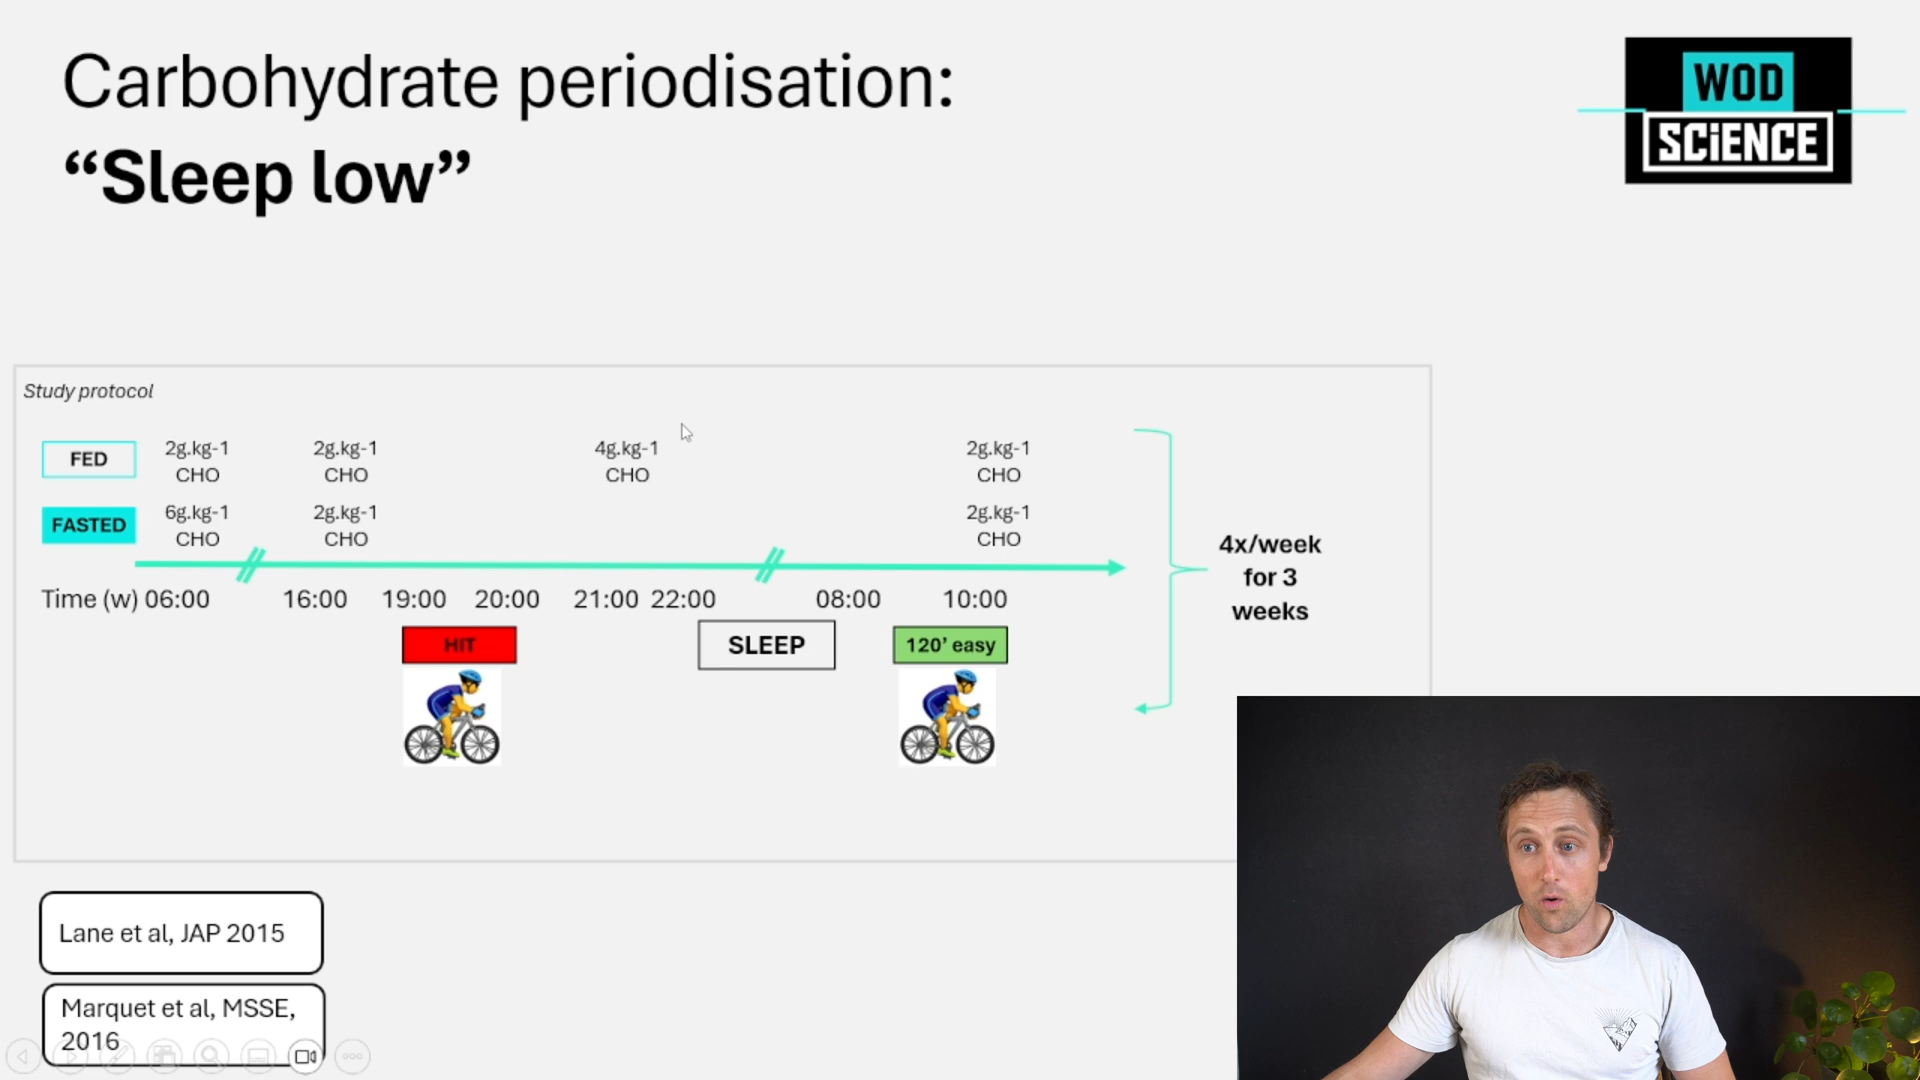 Carbohydrate periodisation:
“Sleep low”
WOD
SCiENCE
Study protocol
FED
2g.kg-1
CHO
2g.kg-1
CHO
4g.kg-1
CHO
2g.kg-1
CHO
FASTED
6g.kg-1
CHO
2g.kg-1
CHO
2g.kg-1
CHO
4x/week
for 3
weeks
Time (w) 06:00 16:00 19:00 20:00 21:00 22:00 08:00 10:00
HIT
SLEEP
120’ easy
Lane et al, JAP 2015
Marquet et al, MSSE,
2016